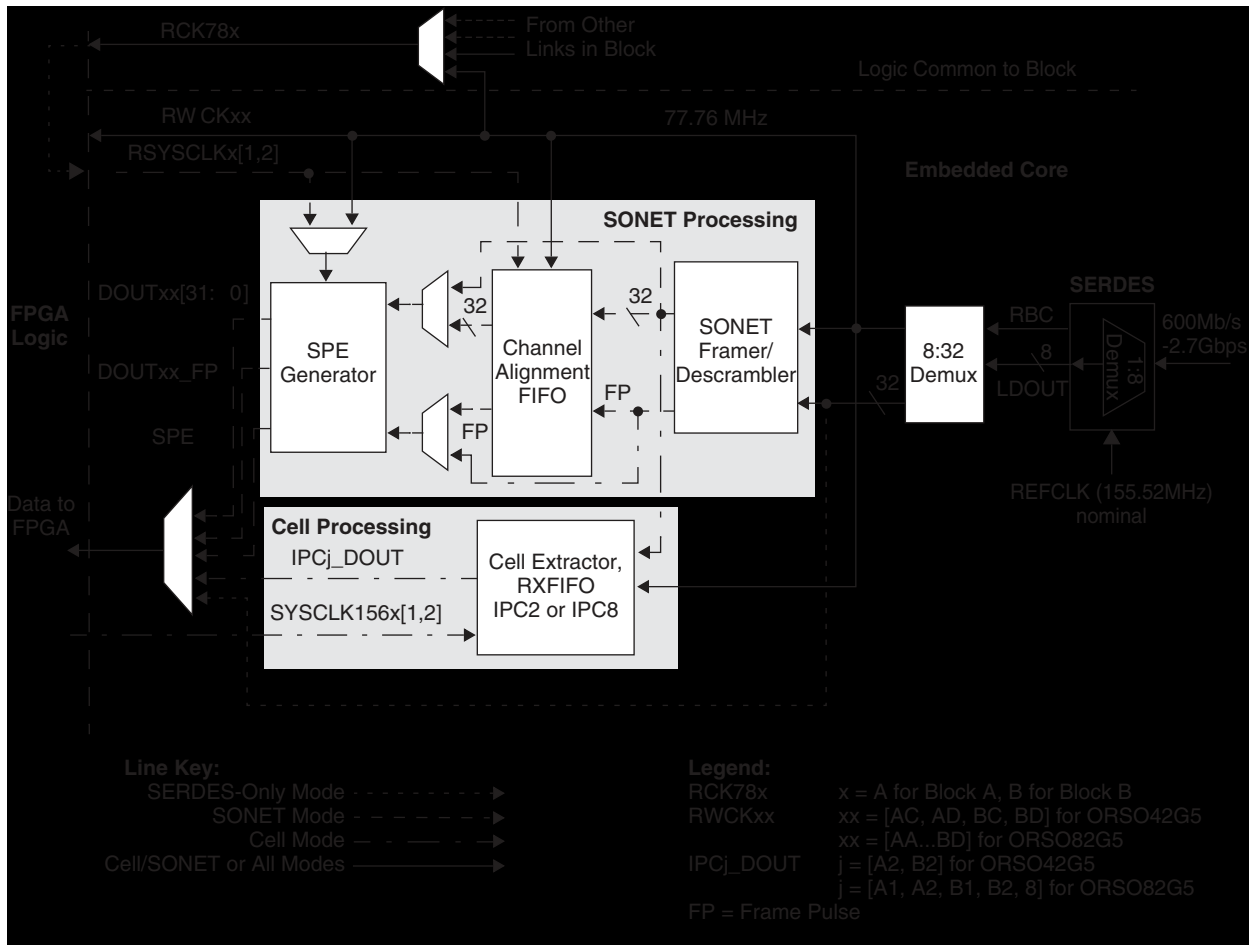 RCK78x
From Other
Links in Block
Logic Common to Block
RWCKxx
77.76 MHz
RSYSCLKx[1,2]
Embedded Core
SONET Processing
DOUTxx[31: 0]
FPGA
Logic
SPE
Generator
32
Channel
Alignment
FIFO
32
SONET
Framer/
Descrambler
8:32
Demux
SERDES
RBC
8
LDOUT
1:8
Demux
600Mb/s
-2.7Gbps
DOUTxx_FP
FP
FP
32
SPE
REFCLK (155.52MHz)
nominal
Data to
FPGA
Cell Processing
IPCj_DOUT
Cell Extractor,
RXFIFO
IPC2 or IPC8
SYSCLK156x[1,2]
Line Key:
SERDES-Only Mode
SONET Mode
Cell Mode
Cell/SONET or All Modes
Legend:
RCK78x x = A for Block A, B for Block B
RWCKxx xx = [AC, AD, BC, BD] for ORSO42G5
xx = [AA...BD] for ORSO82G5
IPCj_DOUT j = [A2, B2] for ORSO42G5
j = [A1, A2, B1, B2, 8] for ORSO82G5
FP = Frame Pulse